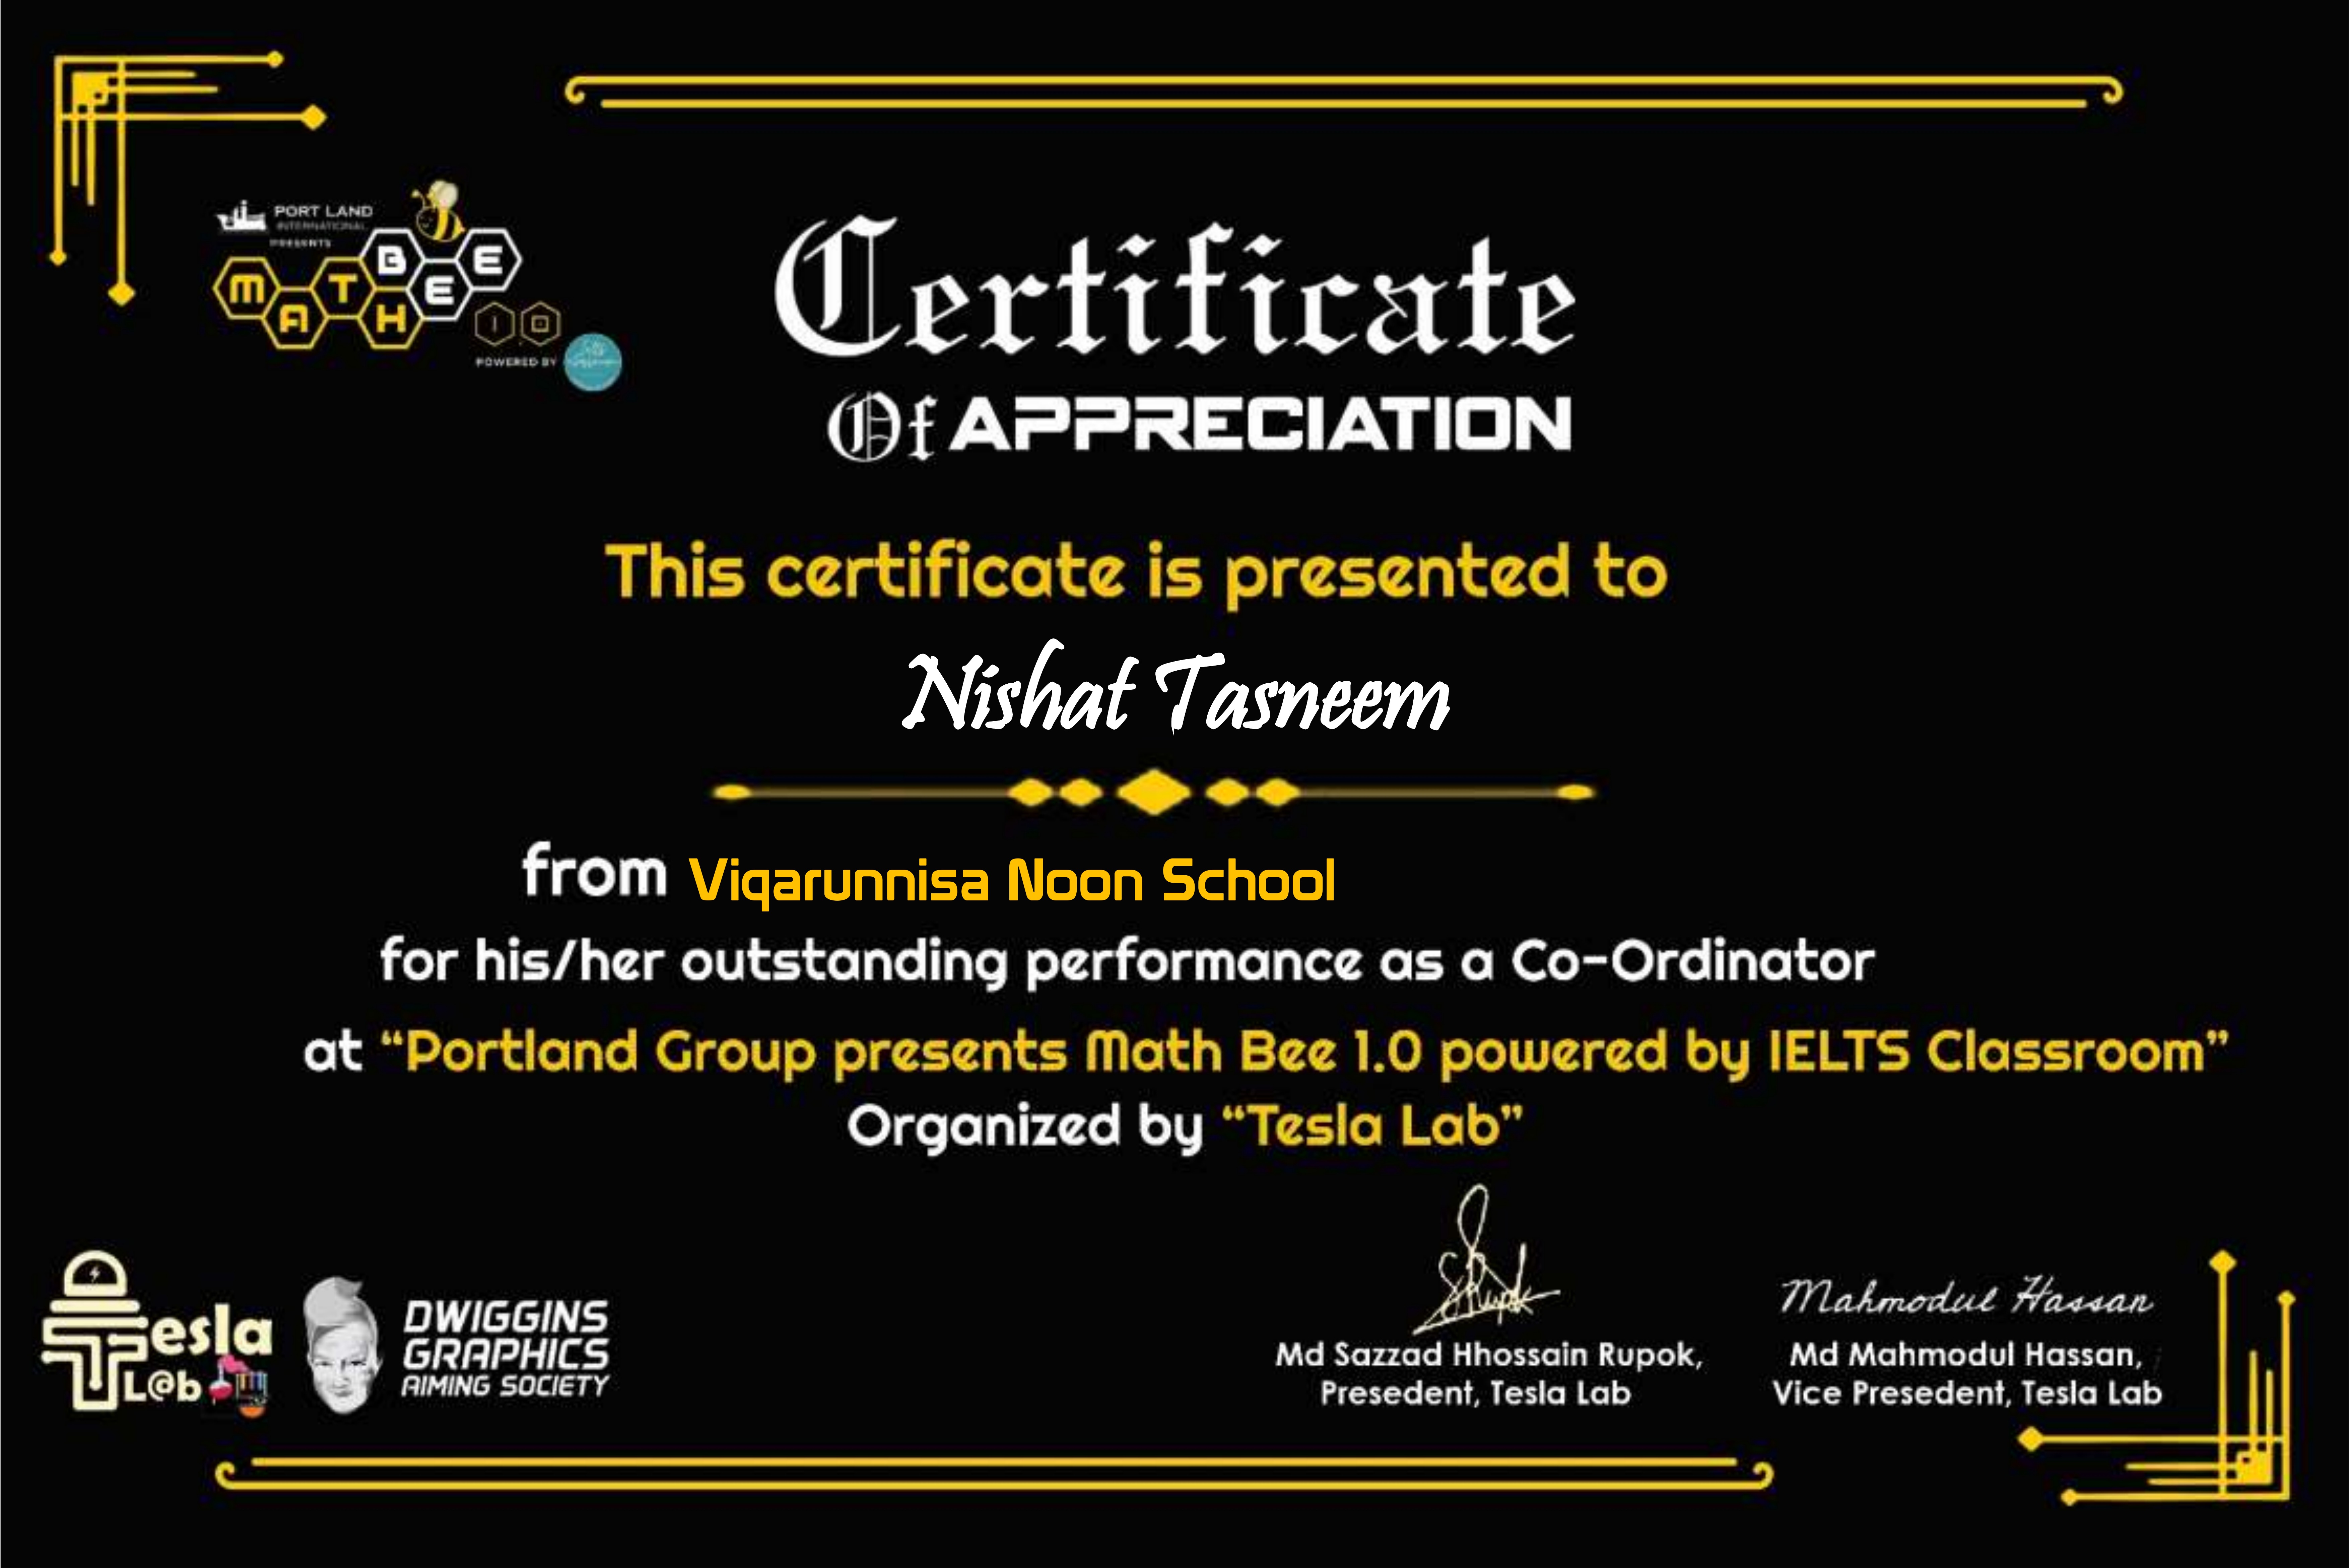 PORT LAND
INTERNATIONAL
PRESENTS
BEE
MATH
1.0
POWERED BY
Certificate
Of APPRECIATION
This certificate is presented to
Nishat Tasneem
from Viqarunnisa Noon School
for his/her outstanding performance as a Co-Ordinator
at “Portland Group presents Math Bee 1.0 powered by IELTS Classroom”
Organized by “Tesla Lab”
Tesla
L@b
DWIGGINS
GRAPHICS
AIMING SOCIETY
Mahmodul Hassan
Md Sazzad Hhossain Rupok,
Presedent, Tesla Lab
Md Mahmodul Hassan,
Vice Presedent, Tesla Lab